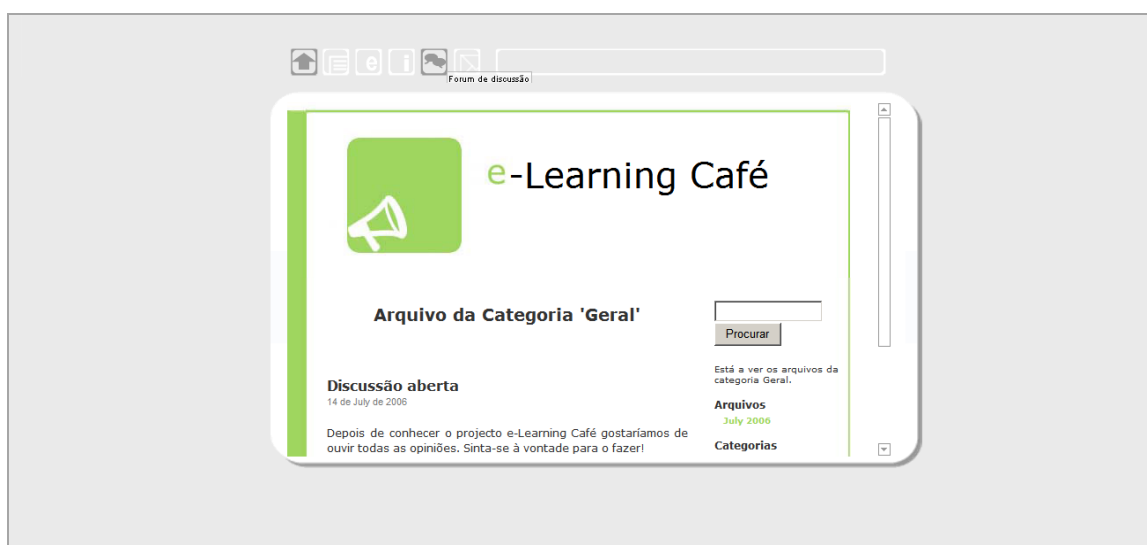 e i
Forum de discussão
e-Learning Café
Arquivo da Categoria 'Geral'
Procurar
Está a ver os arquivos da
categoria Geral.
Discussão aberta
14 de July de 2006
Arquivos
July 2006
Depois de conhecer o projecto e-Learning Café gostaríamos de
ouvir todas as opiniões. Sinta-se à vontade para o fazer!
Categorias